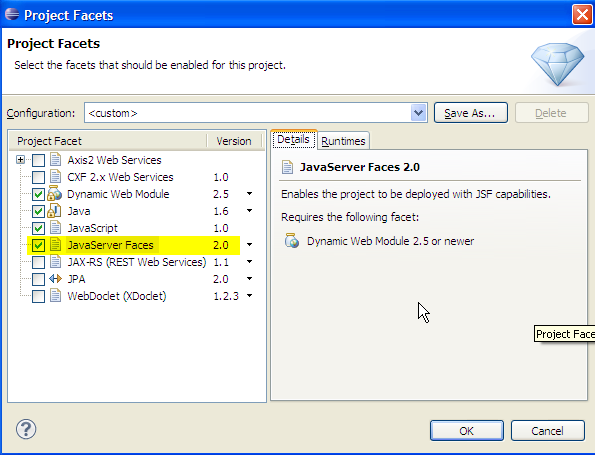 Project Facets
Project Facets
Select the facets that should be enabled for this project.
Configuration: <custom> Save As... Delete
Project Facet Version
Axis2 Web Services
CXF 2.x Web Services 1.0
Dynamic Web Module 2.5
Java 1.6
JavaScript 1.0
JavaServer Faces 2.0
JAX-RS (REST Web Services) 1.1
JPA 2.0
WebDoclet (XDoclet) 1.2.3
Details Runtimes
JavaServer Faces 2.0
Enables the project to be deployed with JSF capabilities.
Requires the following facet:
Dynamic Web Module 2.5 or newer
Project Face
OK Cancel